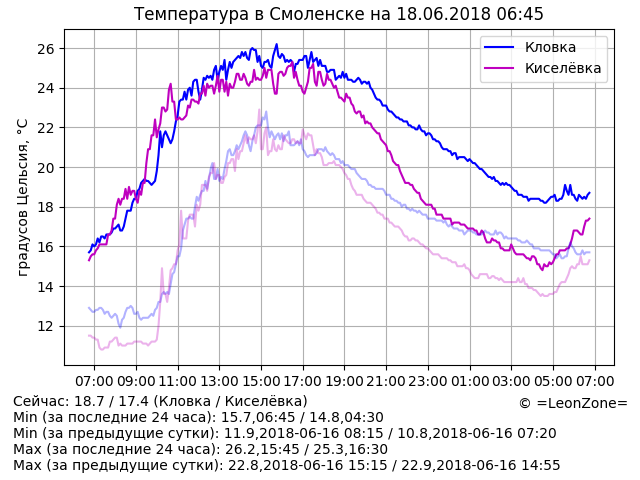 Температура в Смоленске на 18.06.2018 06:45
градусов Цельсия, °C
26
24
22
20
18
16
14
12
Кловка
Киселёвка
07:00 09:00 11:00 13:00 15:00 17:00 19:00 21:00 23:00 01:00 03:00 05:00 07:00
Сейчас: 18.7 / 17.4 (Кловка / Киселёвка)
© =LeonZone=
Min (за последние 24 часа): 15.7,06:45 / 14.8,04:30
Min (за предыдущие сутки): 11.9,2018-06-16 08:15 / 10.8,2018-06-16 07:20
Max (за последние 24 часа): 26.2,15:45 / 25.3,16:30
Max (за предыдущие сутки): 22.8,2018-06-16 15:15 / 22.9,2018-06-16 14:55